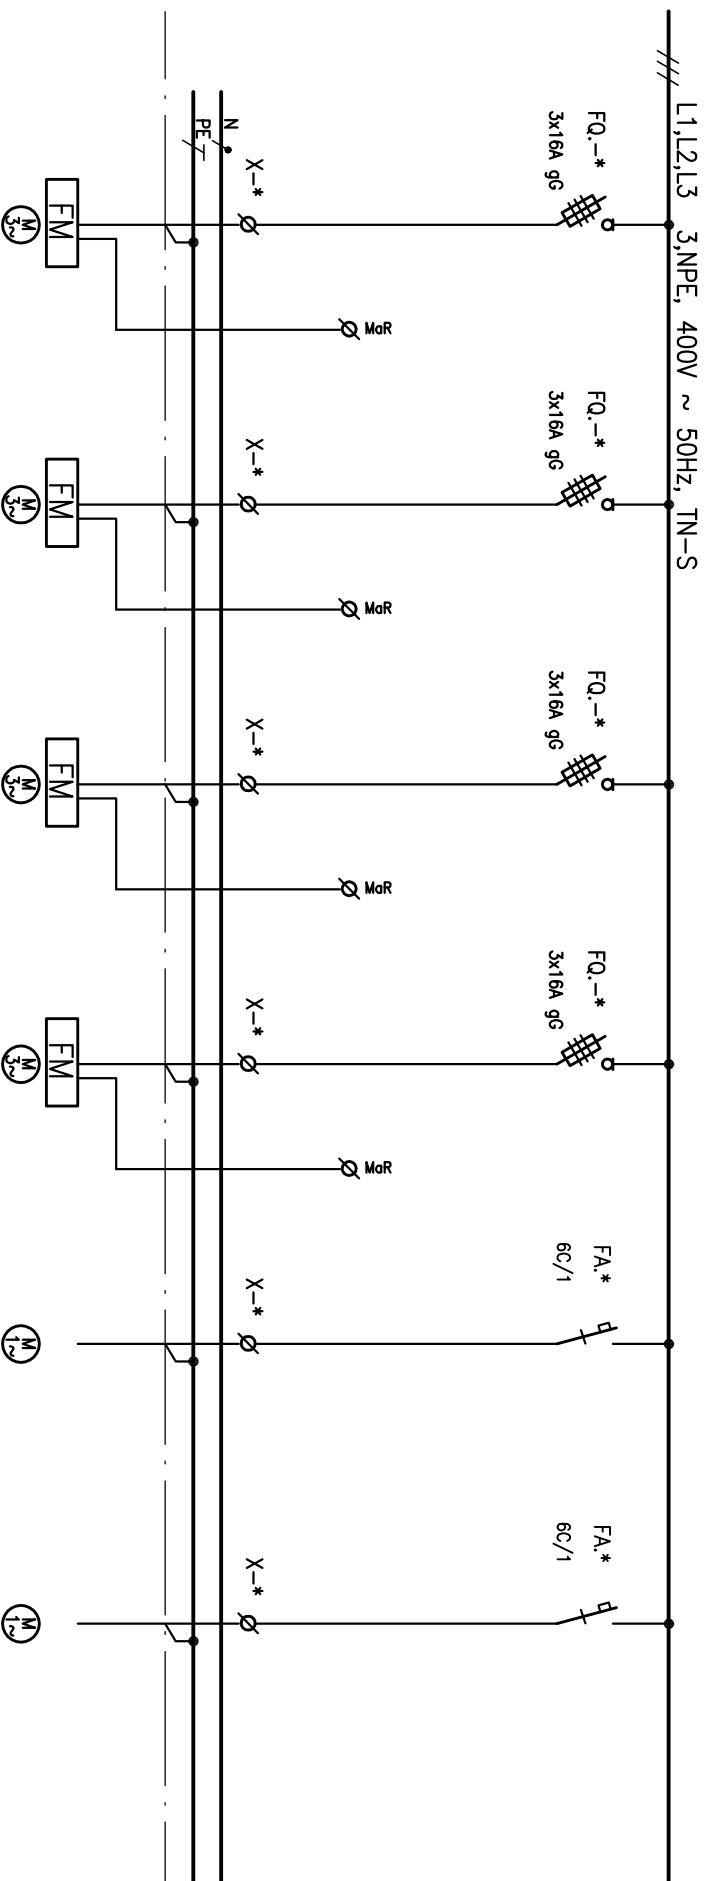 L1,L2,L3 3,NPE, 400V ~ 50Hz, TN-S
FQ.-*
3x16A gG
FQ.-*
3x16A gG
FQ.-*
3x16A gG
FQ.-*
3x16A gG
FA.*
6C/1
FA.*
6C/1
MaR
MaR
MaR
MaR
X-*
X-*
X-*
X-*
X-*
X-*
N
PE
FM
FM
FM
FM
M
3~
M
3~
M
3~
M
3~
M
1~
M
1~